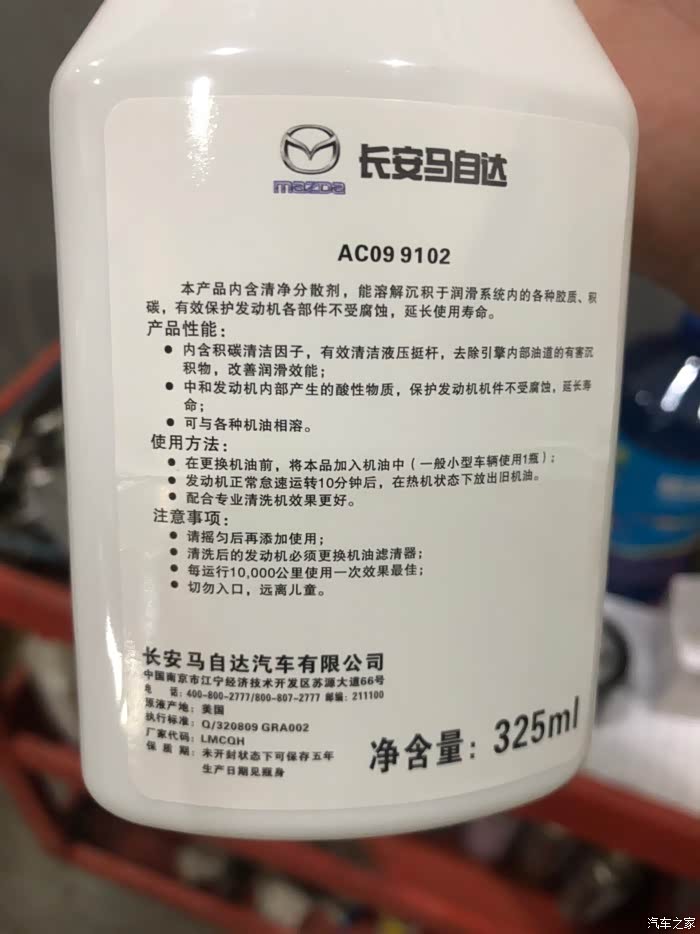 mazda 长安马自达
AC09 9102
本产品内含清净分散剂，能溶解沉积于润滑系统内的各种胶质、积
碳，有效保护发动机各部件不受腐蚀，延长使用寿命。
产品性能：
● 内含积碳清洁因子，有效清洁液压挺杆，去除引擎内部油道的有害沉
积物，改善润滑效能；
● 中和发动机内部产生的酸性物质，保护发动机机件不受腐蚀，延长寿
命；
● 可与各种机油相溶。
使用方法：
● 在更换机油前，将本品加入机油中（一般小型车辆使用1瓶）；
● 发动机正常怠速运转10分钟后，在热机状态下放出旧机油。
● 配合专业清洗机效果更好。
注意事项：
● 请摇匀后再添加使用；
● 清洗后的发动机必须更换机油滤清器；
● 每运行10,000公里使用一次效果最佳；
● 切勿入口，远离儿童。
长安马自达汽车有限公司
中国南京市江宁经济技术开发区苏源大道66号
电 话：400-800-2777/800-807-2777 邮编：211100
原液产地：美国
执行标准：Q/320809 GRA002
厂家代码：LMCQH
保 质 期：未开封状态下可保存五年
生产日期见瓶身
净含量：325ml
汽车之家